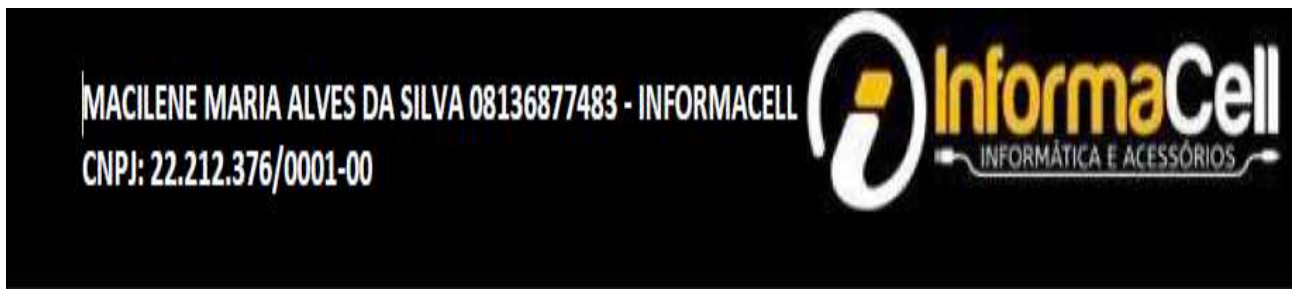 MACILENE MARIA ALVES DA SILVA 08136877483 - INFORMACELL
CNPJ: 22.212.376/0001-00
InformaCell
INFORMÁTICA E ACESSÓRIOS